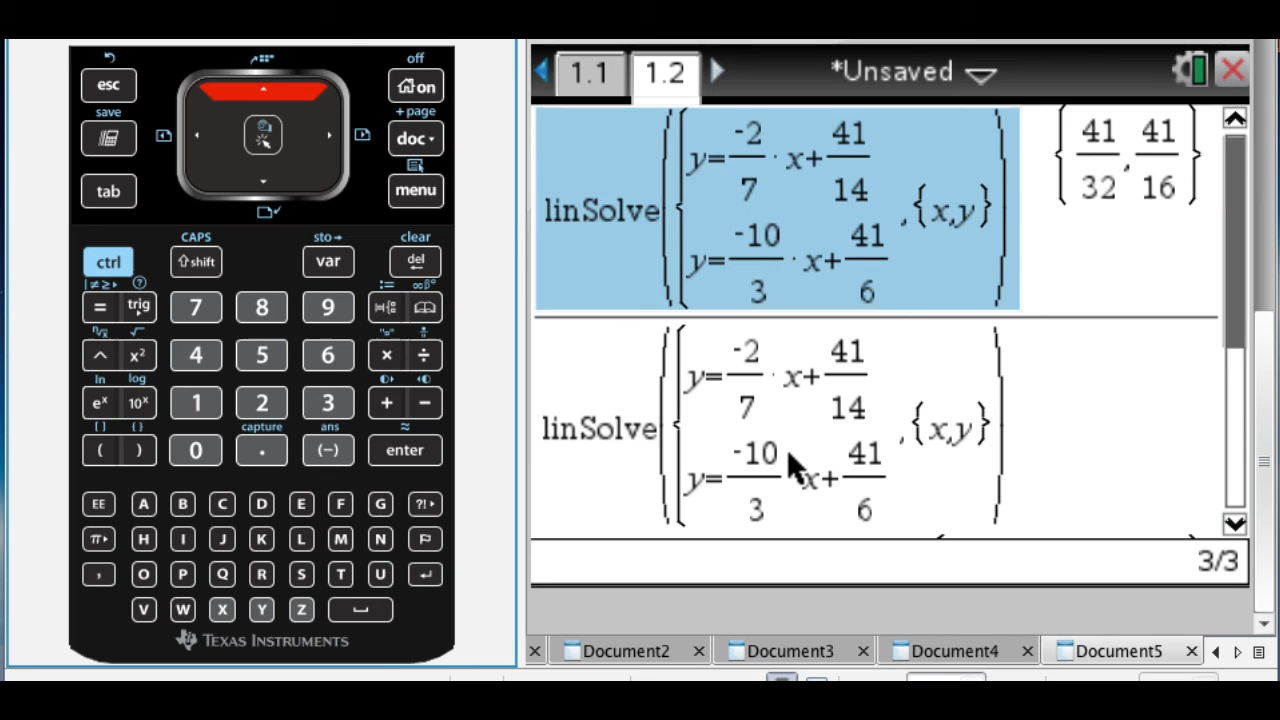 esc
off
on
save
+ page
doc
tab
menu
CAPS
sto→
clear
ctrl
⇧shift
var
del
|≠≥▸
:=
∞β°
=
trig
7
8
9
|□|{□
ⁿ√x
√
"□"
^
x²
4
5
6
×
÷
ln
log
eˣ
10ˣ
1
2
3
+
−
[ ]
{ }
capture
ans
≈
(
)
0
.
(−)
enter
EE
A
B
C
D
E
F
G
?!▸
π▸
H
I
J
K
L
M
N
,
O
P
Q
R
S
T
U
↵
V
W
X
Y
Z
TEXAS INSTRUMENTS
1.1
1.2
*Unsaved
linSolve({y=-2/7·x+41/14
y=-10/3·x+41/6,{x,y})
{41/32,41/16}
linSolve({y=-2/7·x+41/14
y=-10/3·x+41/6,{x,y})
3/3
Document2
Document3
Document4
Document5